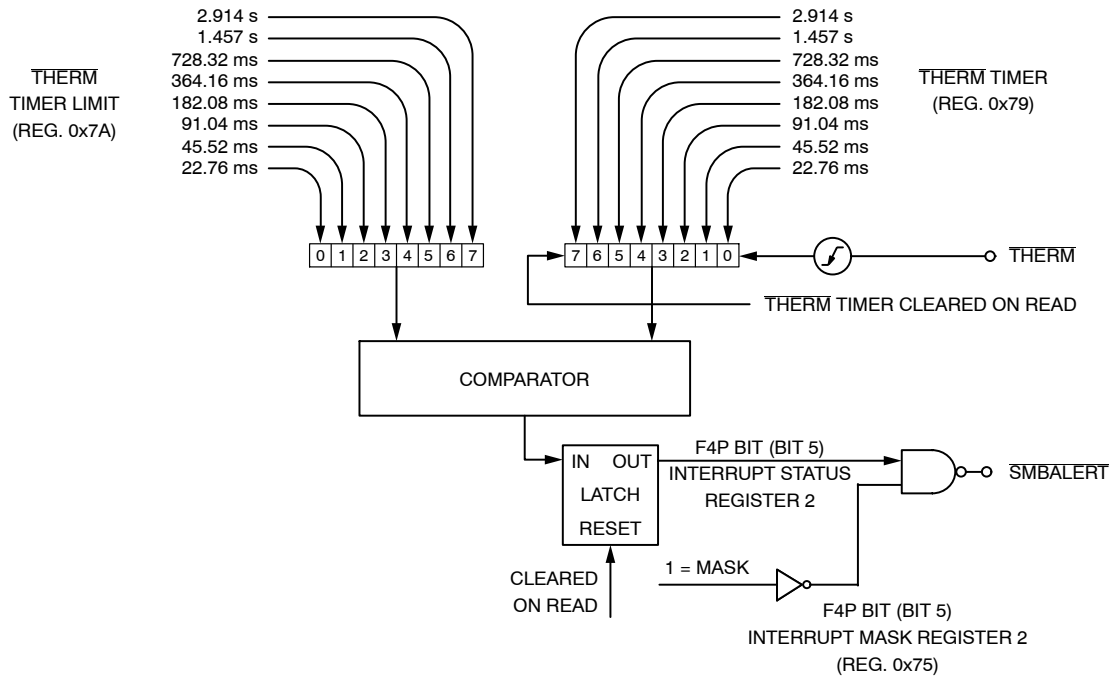 2.914 s
1.457 s
728.32 ms
364.16 ms
182.08 ms
91.04 ms
45.52 ms
22.76 ms
THERM
TIMER LIMIT
(REG. 0x7A)
2.914 s
1.457 s
728.32 ms
364.16 ms
182.08 ms
91.04 ms
45.52 ms
22.76 ms
THERM TIMER
(REG. 0x79)
0 1 2 3 4 5 6 7
7 6 5 4 3 2 1 0
THERM
THERM TIMER CLEARED ON READ
COMPARATOR
IN OUT
LATCH
RESET
F4P BIT (BIT 5)
INTERRUPT STATUS
REGISTER 2
SMBALERT
CLEARED
ON READ
1 = MASK
F4P BIT (BIT 5)
INTERRUPT MASK REGISTER 2
(REG. 0x75)